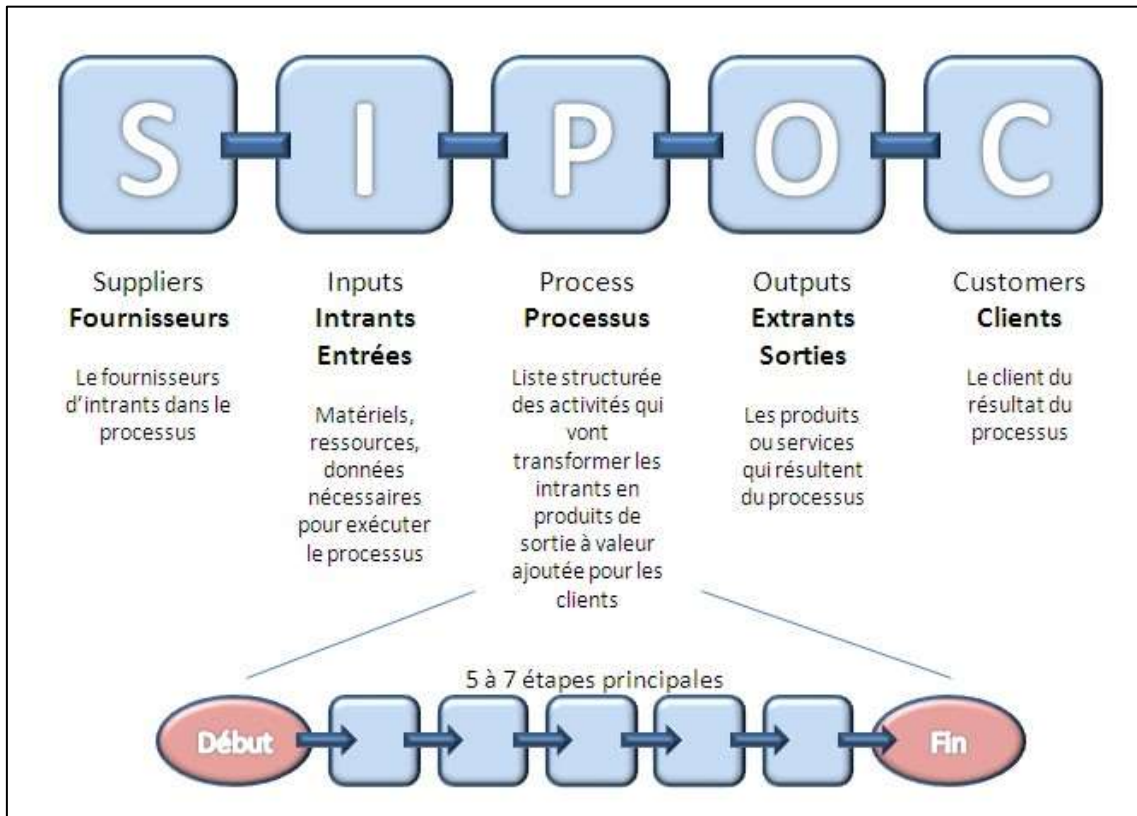 S I P O C
Suppliers
Fournisseurs
Le fournisseurs
d'intrants dans le
processus
Inputs
Intrants
Entrées
Matériels,
ressources,
données
nécessaires
pour exécuter
le processus
Process
Processus
Liste structurée
des activités qui
vont
transformer les
intrants en
produits de
sortie à valeur
ajoutée pour les
clients
Outputs
Extrants
Sorties
Les produits
ou services
qui résultent
du processus
Customers
Clients
Le client du
résultat du
processus
5 à 7 étapes principales
Début
Fin